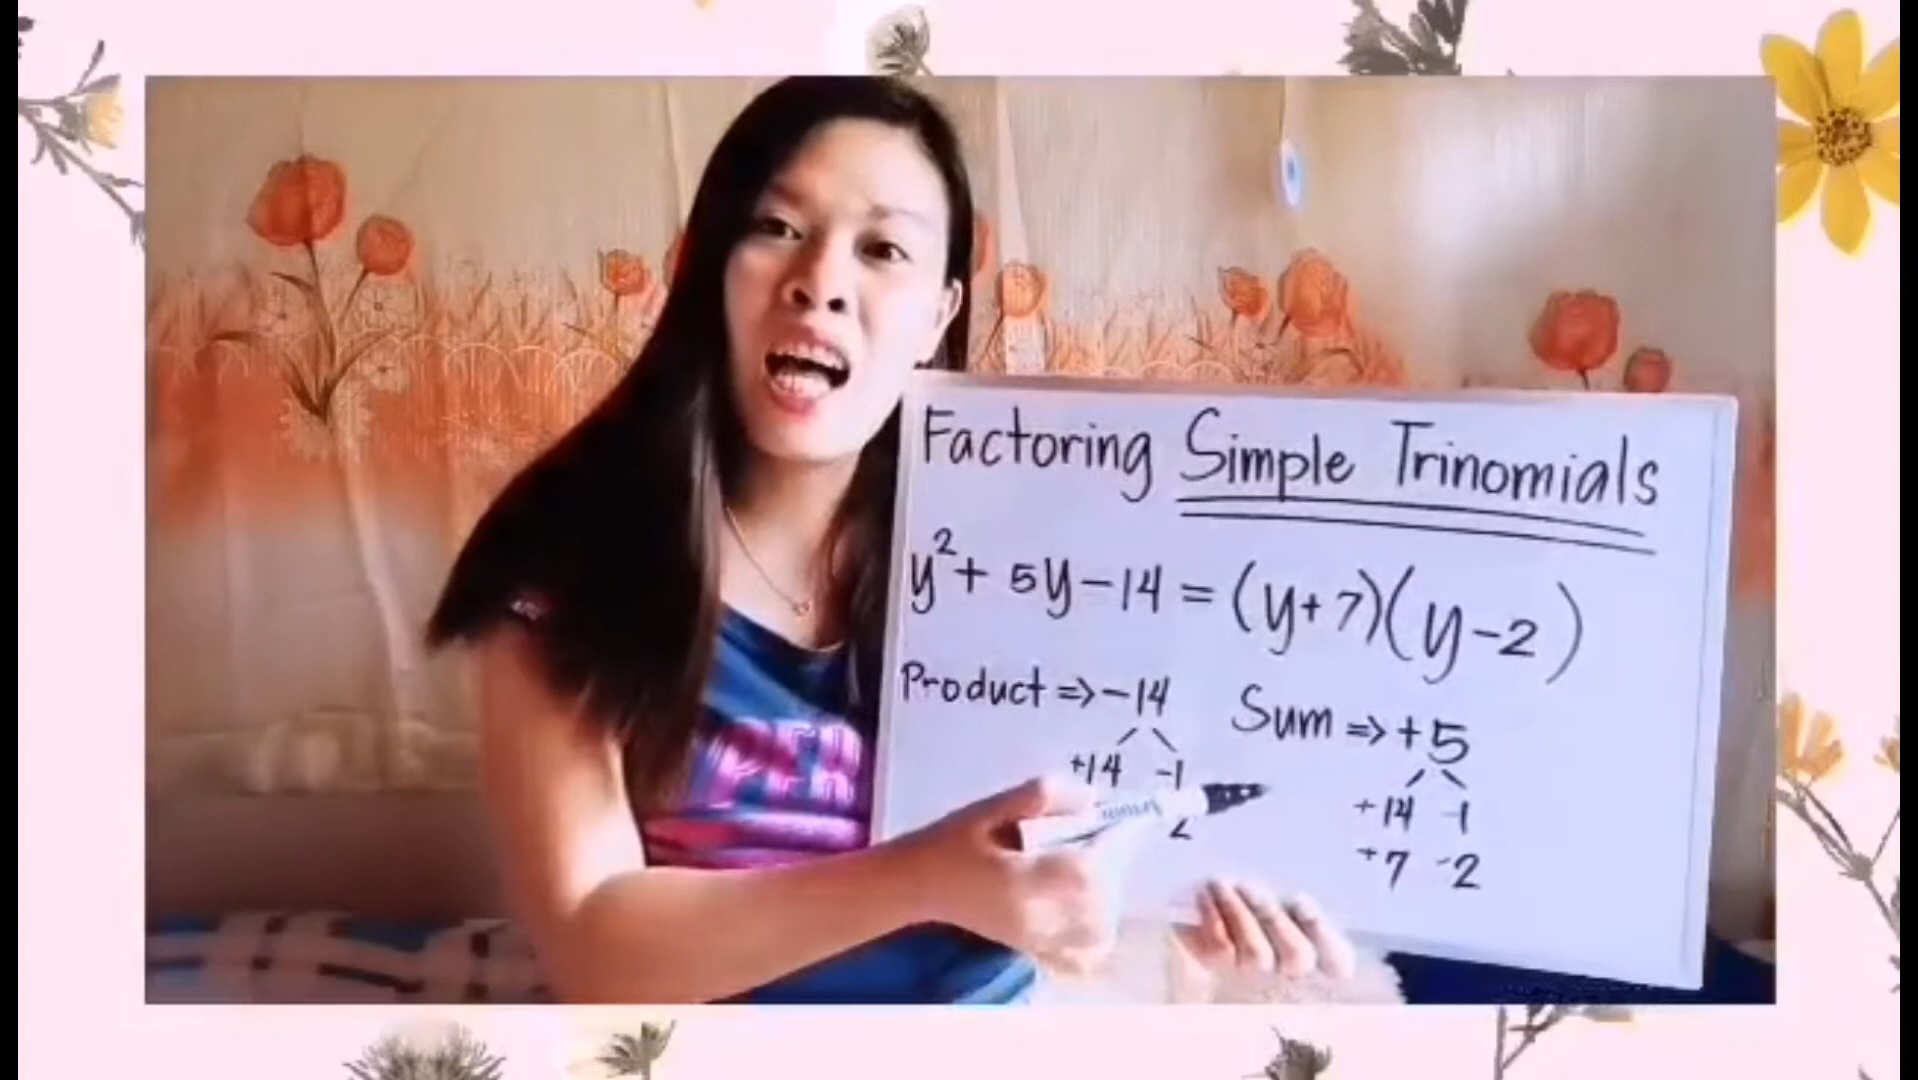 Factoring Simple Trinomials
y² + 5y - 14 = (y + 7)(y - 2)
Product => -14
+14 -1
Sum => +5
+14 -1
+7 -2